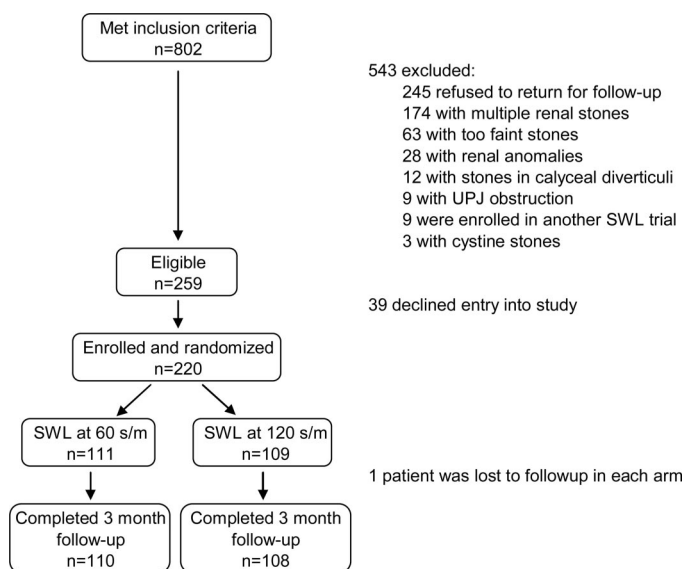 Met inclusion criteria
n=802
543 excluded:
245 refused to return for follow-up
174 with multiple renal stones
63 with too faint stones
28 with renal anomalies
12 with stones in calyceal diverticuli
9 with UPJ obstruction
9 were enrolled in another SWL trial
3 with cystine stones
Eligible
n=259
39 declined entry into study
Enrolled and randomized
n=220
SWL at 60 s/m
n=111
SWL at 120 s/m
n=109
1 patient was lost to followup in each arm
Completed 3 month
follow-up
n=110
Completed 3 month
follow-up
n=108